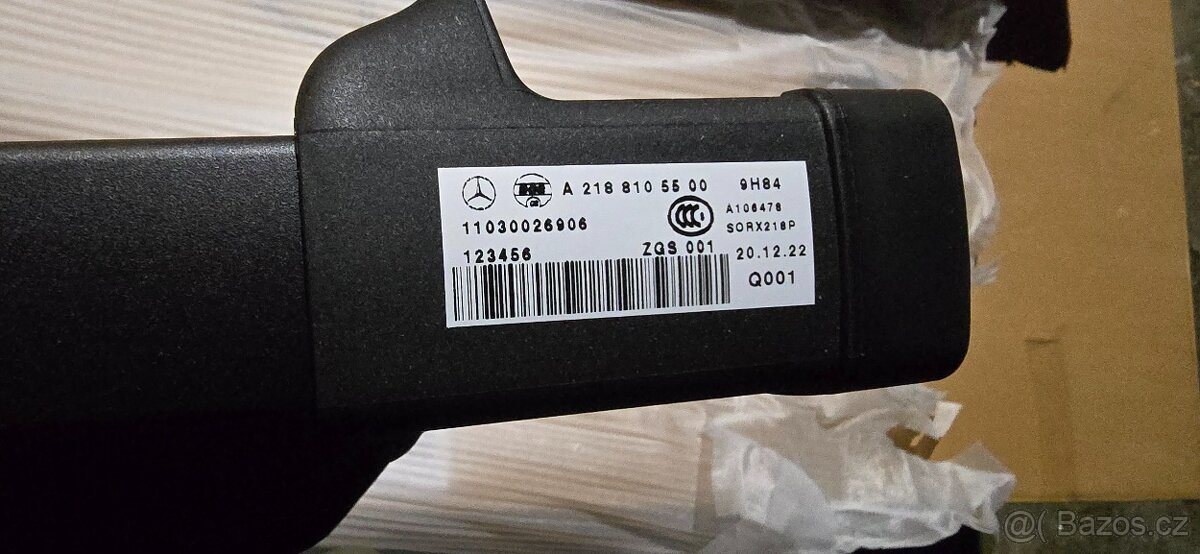 A 218 810 55 00 9H84
11030026906
A106476
SORX218P
123456
ZGS 001
20.12.22
Q001
@( Bazos.cz